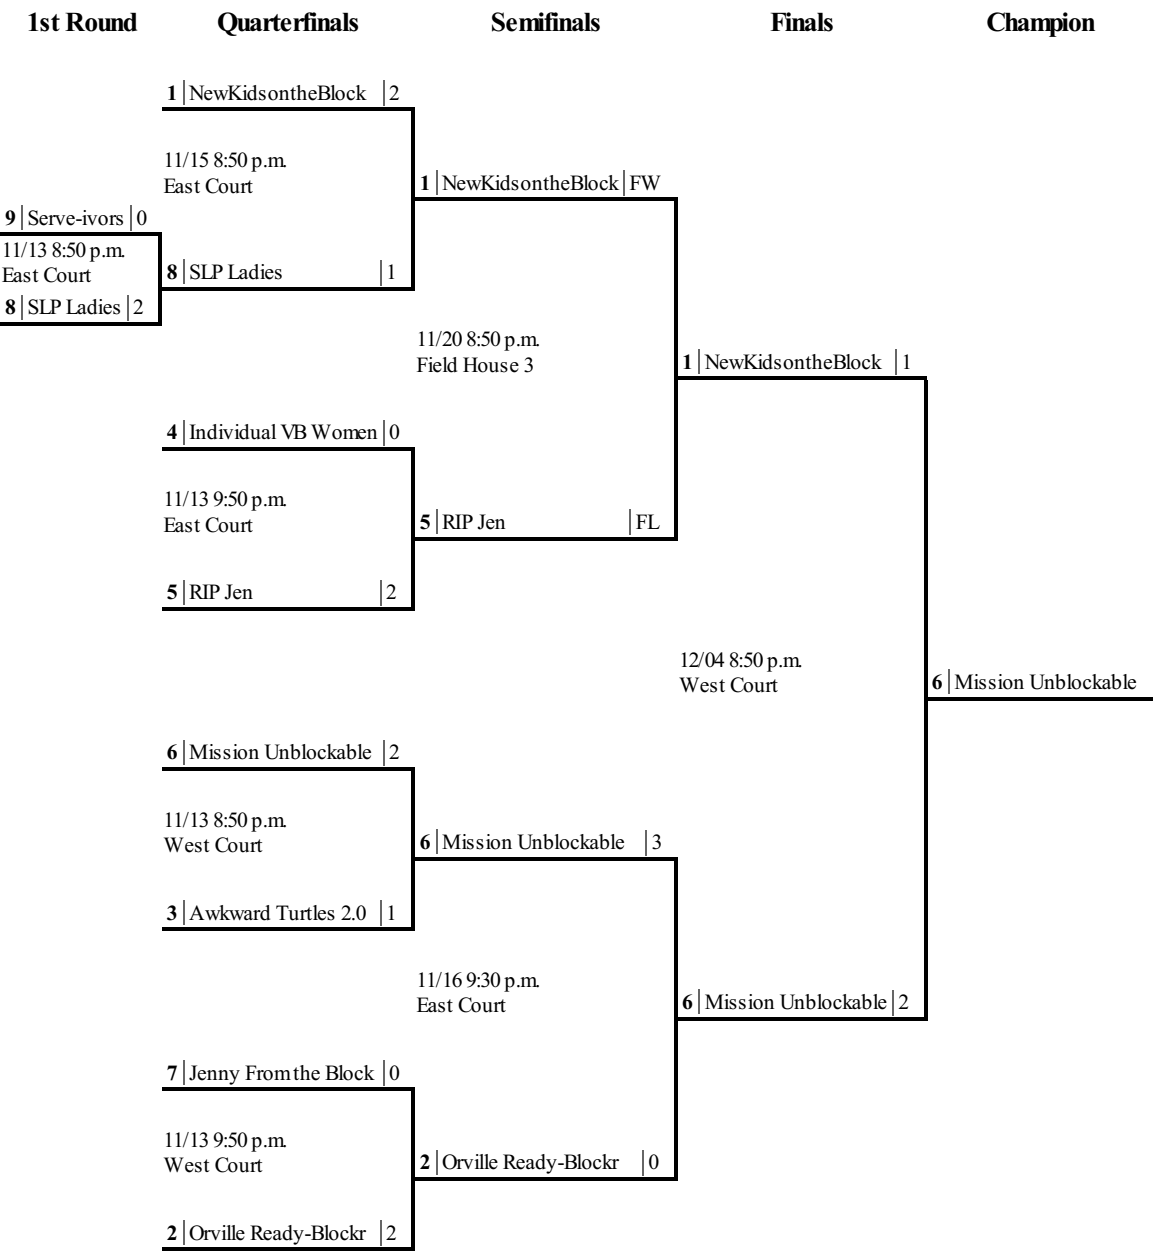 1st Round Quarterfinals Semifinals Finals Champion
1 NewKidsontheBlock 2
11/15 8:50 p.m.
East Court
1 NewKidsontheBlock FW
9 Serve-ivors 0
11/13 8:50 p.m.
East Court
8 SLP Ladies 1
8 SLP Ladies 2
11/20 8:50 p.m.
Field House 3
1 NewKidsontheBlock 1
4 Individual VB Women 0
11/13 9:50 p.m.
East Court
5 RIP Jen FL
5 RIP Jen 2
12/04 8:50 p.m.
West Court
6 Mission Unblockable
6 Mission Unblockable 2
11/13 8:50 p.m.
West Court
6 Mission Unblockable 3
3 Awkward Turtles 2.0 1
11/16 9:30 p.m.
East Court
6 Mission Unblockable 2
7 Jenny From the Block 0
11/13 9:50 p.m.
West Court
2 Orville Ready-Blockr 0
2 Orville Ready-Blockr 2